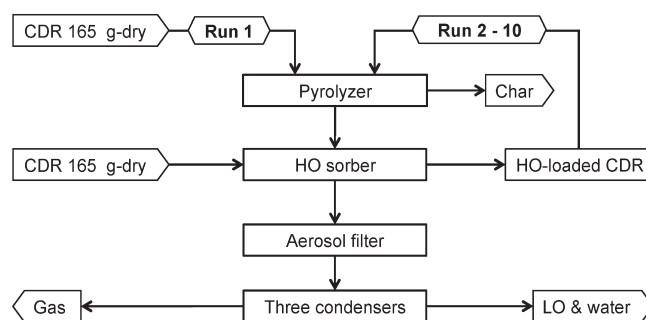 CDR 165 g-dry
Run 1
Run 2 - 10
Pyrolyzer
Char
CDR 165 g-dry
HO sorber
HO-loaded CDR
Aerosol filter
Gas
Three condensers
LO & water